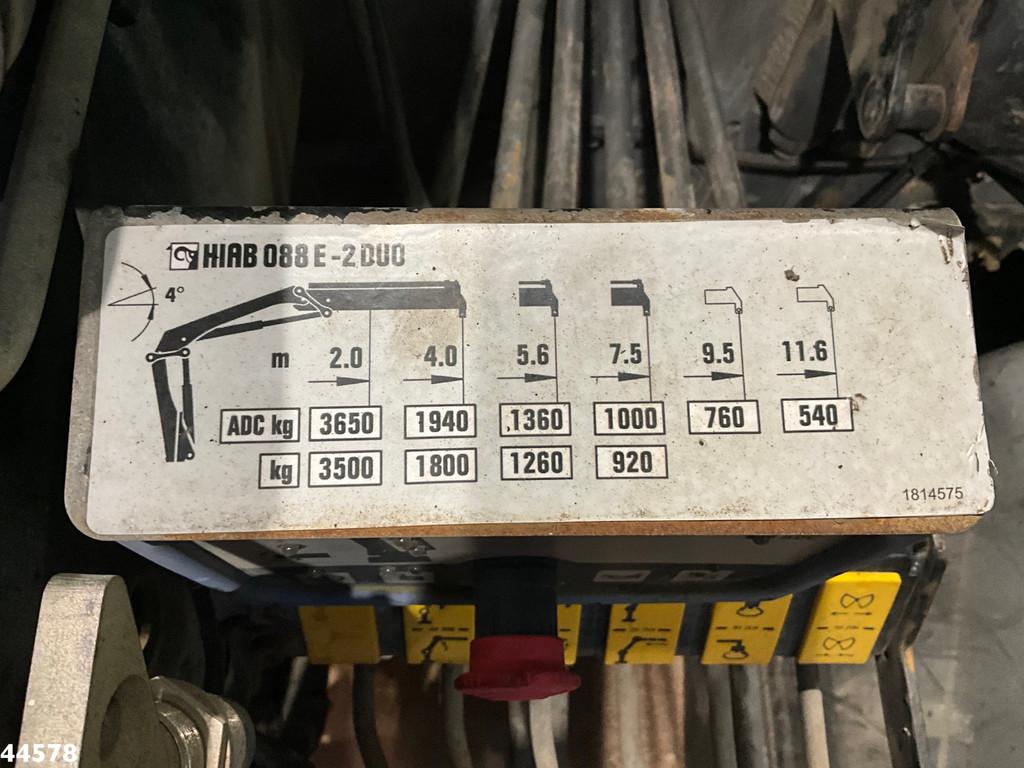 HIAB 088 E-2 DUO
4°
m 2.0 4.0 5.6 7.5 9.5 11.6
ADC kg 3650 1940 1360 1000 760 540
kg 3500 1800 1260 920
1814575
44578